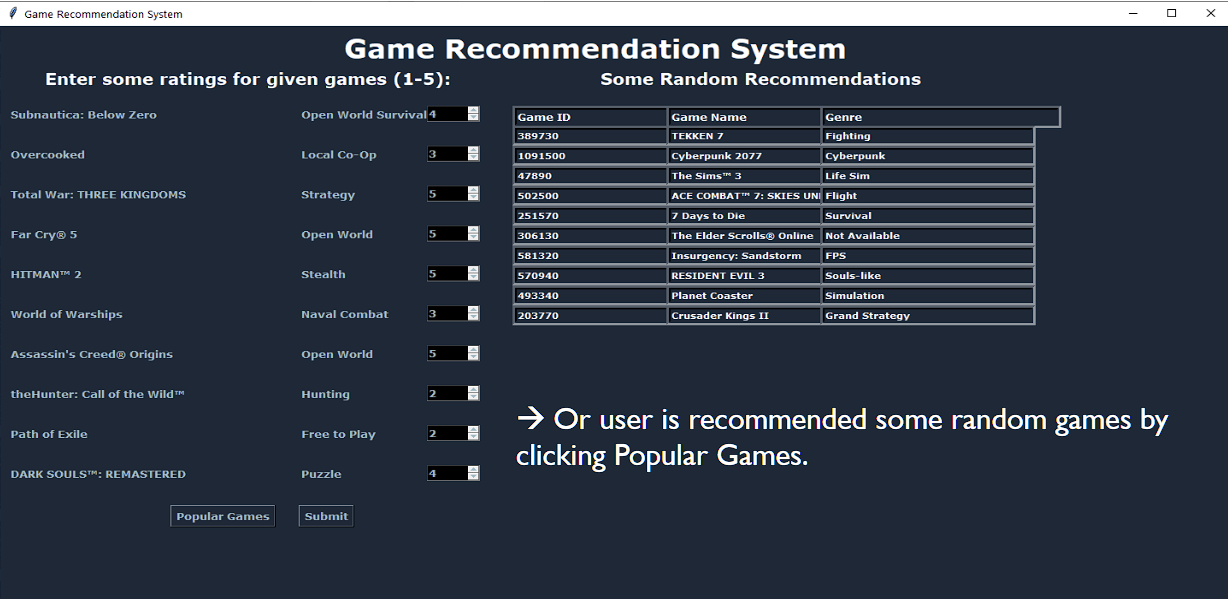 Game Recommendation System
Game Recommendation System
Enter some ratings for given games (1-5):
Subnautica: Below Zero Open World Survival 4
Overcooked Local Co-Op 3
Total War: THREE KINGDOMS Strategy 5
Far Cry® 5 Open World 5
HITMAN™ 2 Stealth 5
World of Warships Naval Combat 3
Assassin's Creed® Origins Open World 5
theHunter: Call of the Wild™ Hunting 2
Path of Exile Free to Play 2
DARK SOULS™: REMASTERED Puzzle 4
Popular Games Submit
Some Random Recommendations
Game ID Game Name Genre
389730 TEKKEN 7 Fighting
1091500 Cyberpunk 2077 Cyberpunk
47890 The Sims™ 3 Life Sim
502500 ACE COMBAT™ 7: SKIES UN Flight
251570 7 Days to Die Survival
306130 The Elder Scrolls® Online Not Available
581320 Insurgency: Sandstorm FPS
570940 RESIDENT EVIL 3 Souls-like
493340 Planet Coaster Simulation
203770 Crusader Kings II Grand Strategy
→ Or user is recommended some random games by
clicking Popular Games.